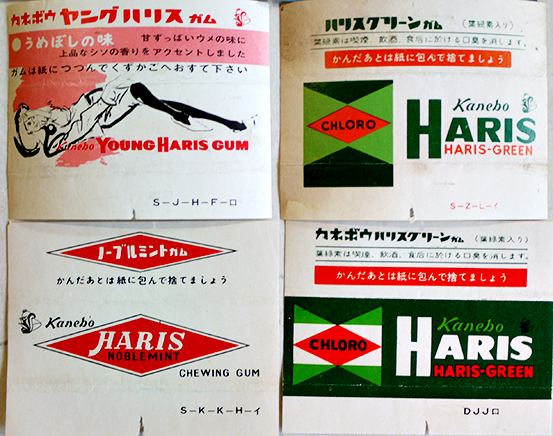 カネボウ ヤングハリス ガム
●うめぼしの味
甘ずっぱいウメの味に
上品なシソの香りをアクセントしました
ガムは紙につつんでくずかごへおすて下さい
Kanebo YOUNG HARIS GUM
S-J-H-F-ロ
ハリスグリーンガム (葉緑素入り)
葉緑素は喫煙、飲酒、食后に於ける口臭を消します。
かんだあとは紙に包んで捨てましょう
CHLORO
Kanebo
HARIS
HARIS-GREEN
S-Z-L-イ
ノーブルミントガム
かんだあとは紙に包んで捨てましょう
Kanebo
HARIS
NOBLEMINT
CHEWING GUM
S-K-K-H-イ
カネボウハリスグリーンガム (葉緑素入り)
葉緑素は喫煙、飲酒、食后に於ける口臭を消します。
かんだあとは紙に包んで捨てましょう
CHLORO
Kanebo
HARIS
HARIS-GREEN
DJJロ